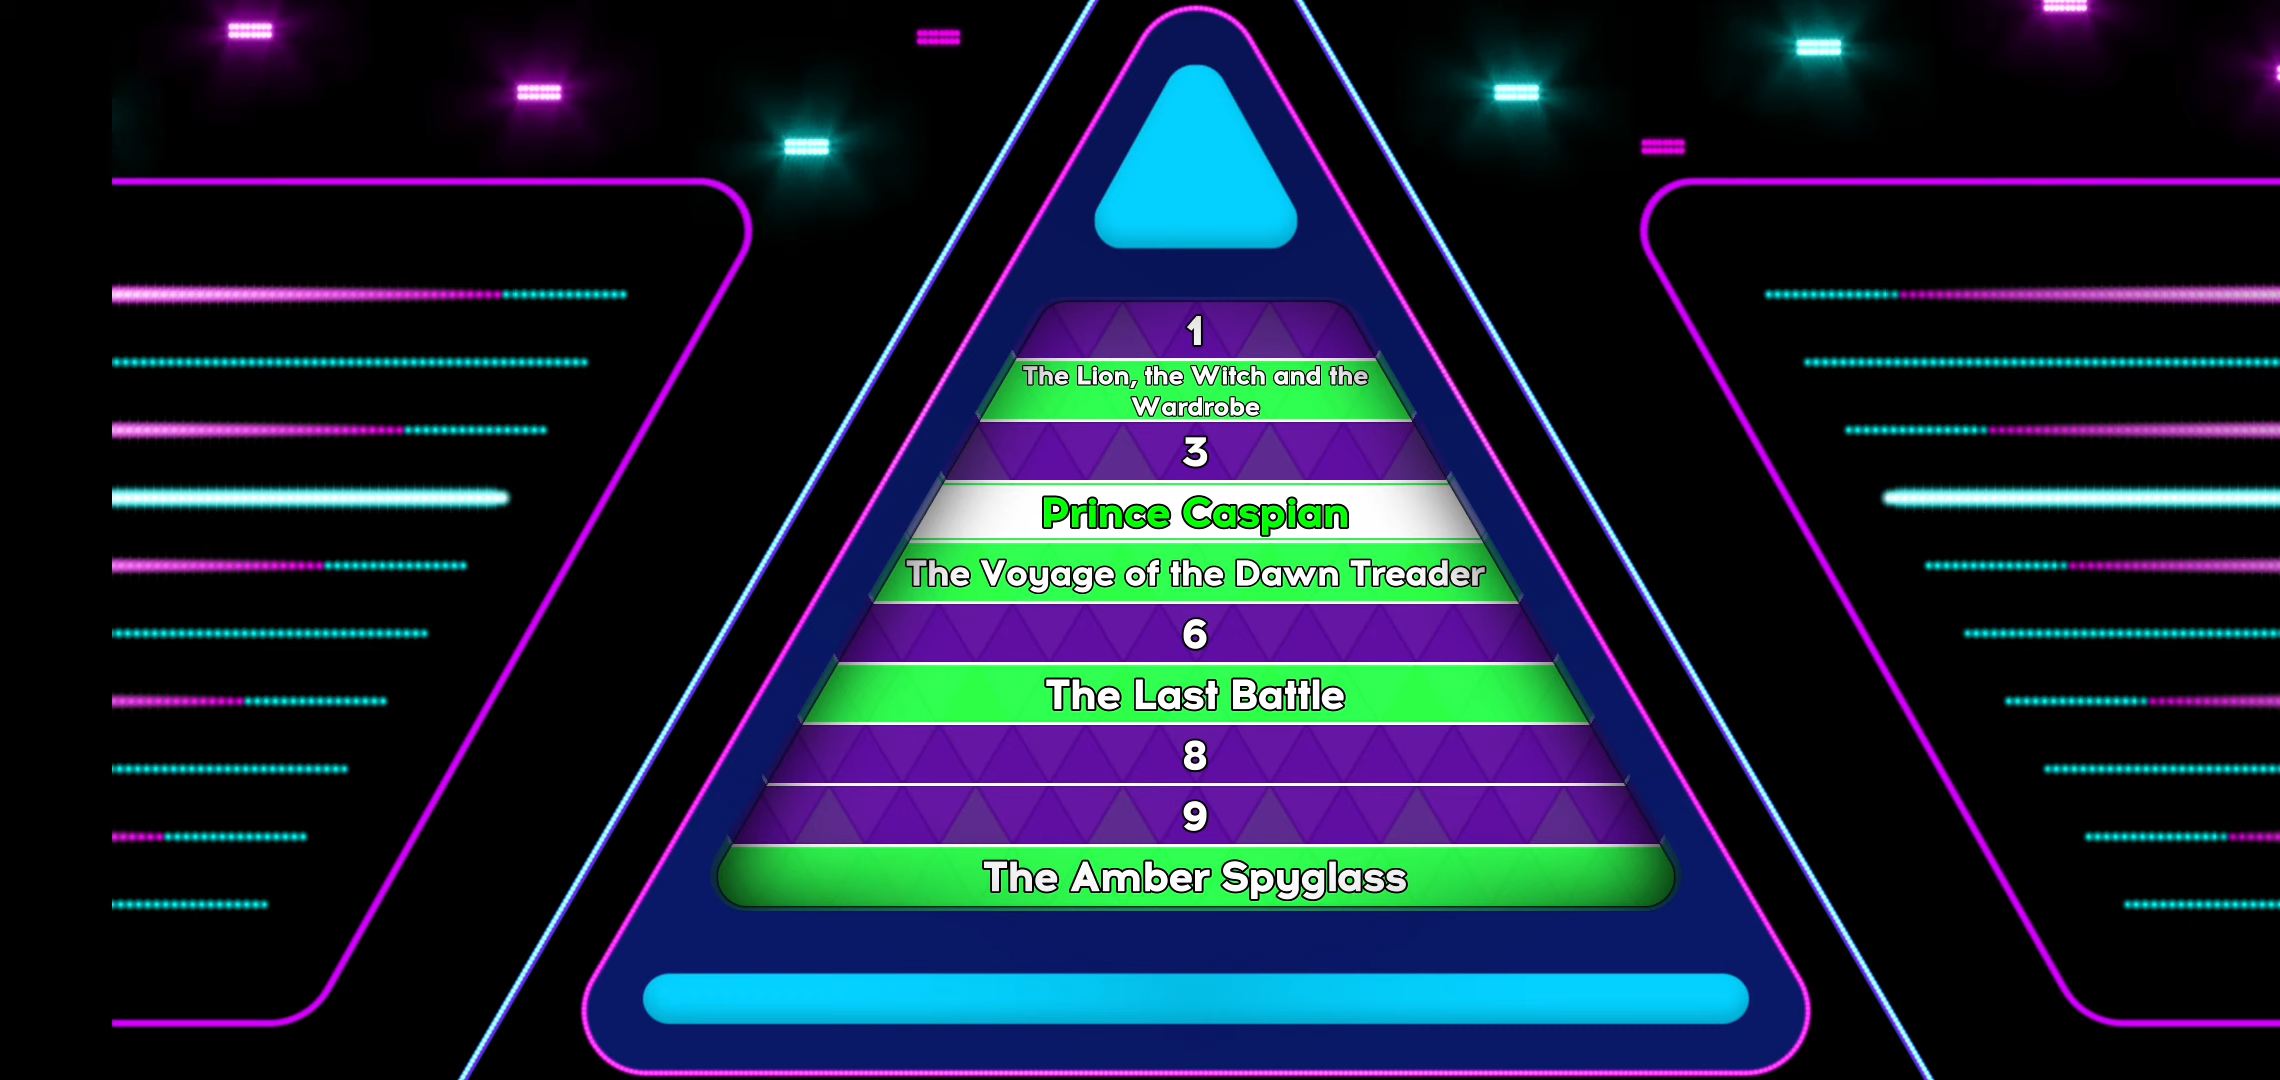 1
The Lion, the Witch and the
Wardrobe
3
Prince Caspian
The Voyage of the Dawn Treader
6
The Last Battle
8
9
The Amber Spyglass